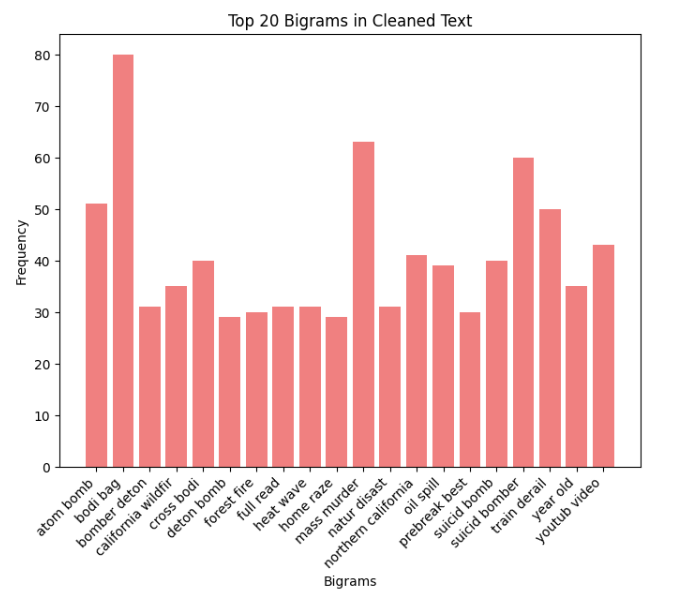 Top 20 Bigrams in Cleaned Text
Frequency
80
70
60
50
40
30
20
10
0
atom bomb
bodi bag
bomber deton
california wildfir
cross bodi
deton bomb
forest fire
full read
heat wave
home raze
mass murder
natur disast
northern california
oil spill
prebreak best
suicid bomb
suicid bomber
train derail
year old
youtub video
Bigrams